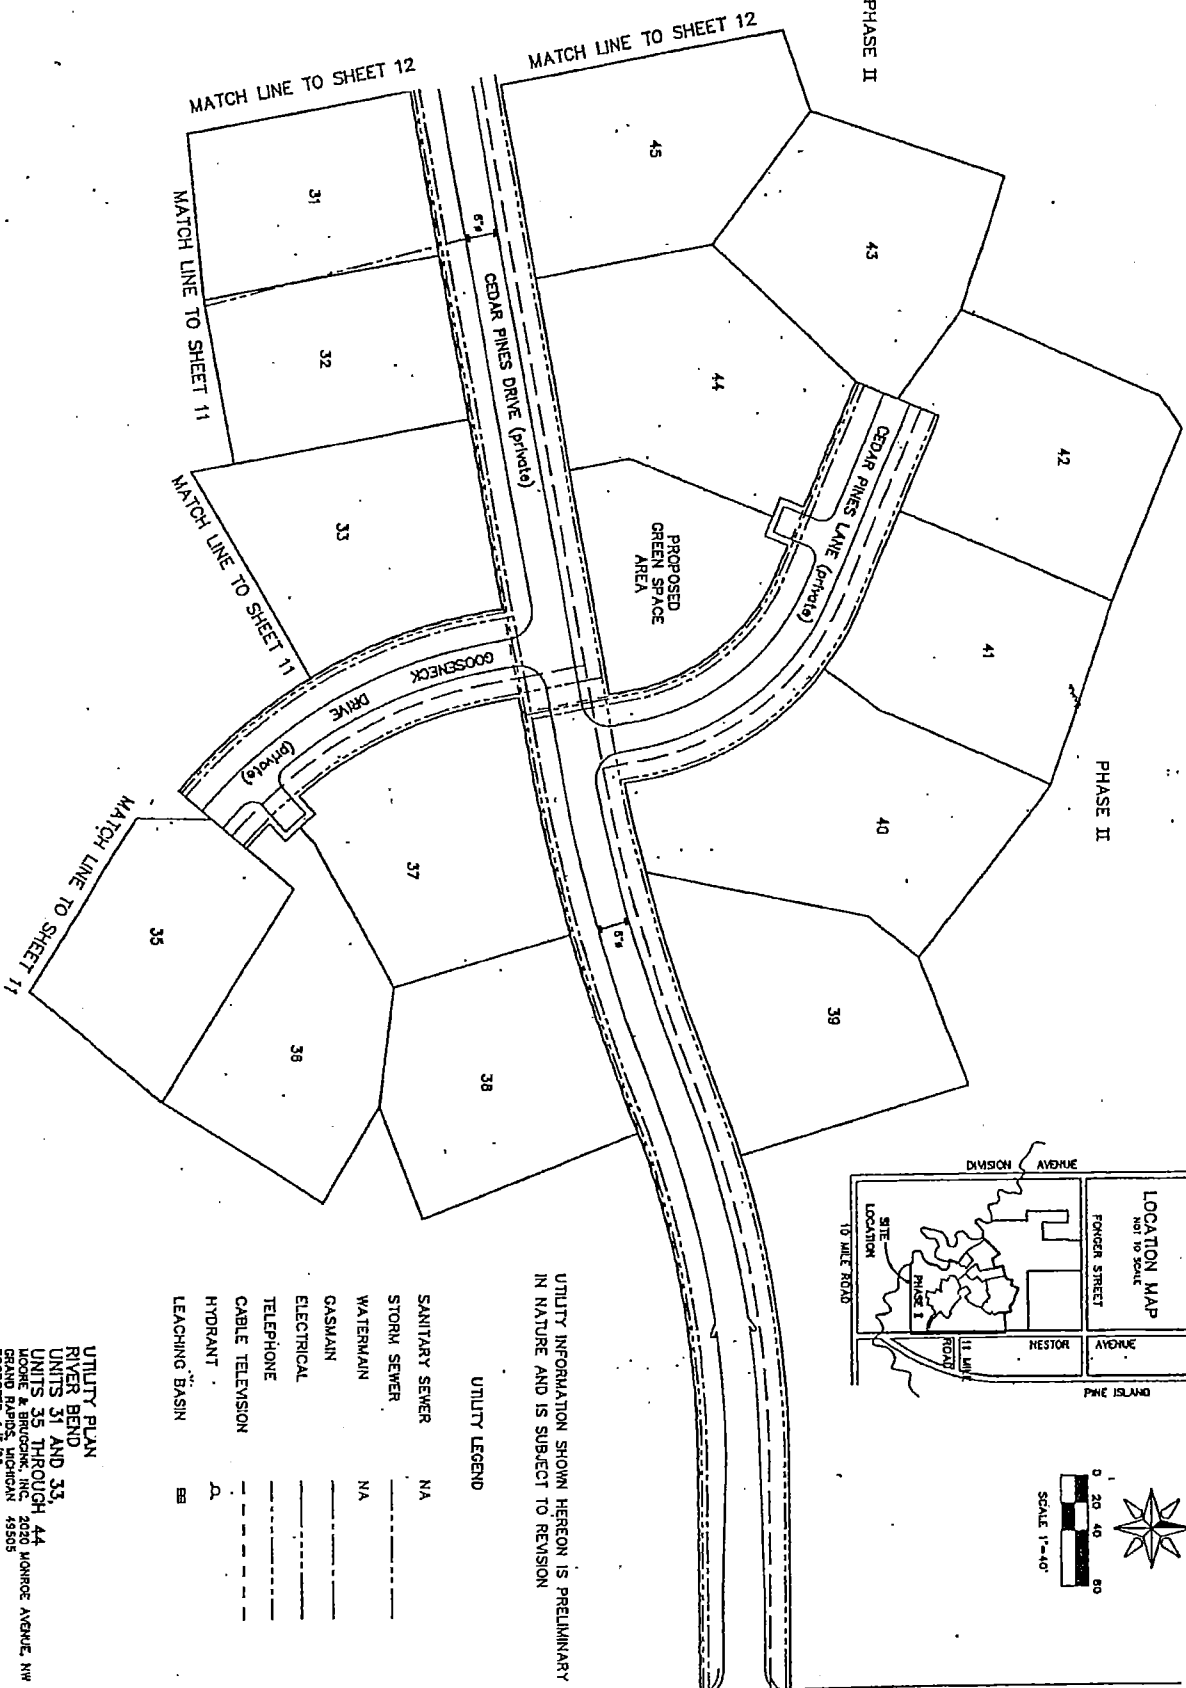 PHASE II
MATCH LINE TO SHEET 12
MATCH LINE TO SHEET 12
45
43
31
MATCH LINE TO SHEET 11
6"ø
CEDAR PINES DRIVE (private)
32
44
42
CEDAR PINES LANE (private)
33
MATCH LINE TO SHEET 11
PROPOSED
GREEN SPACE
AREA
41
GOOSENECK
DRIVE
(private)
PHASE II
40
37
MATCH LINE TO SHEET 11
35
6"ø
39
36
38
LOCATION MAP
NOT TO SCALE
DIVISION AVENUE
FONGER STREET
SITE
LOCATION
10 MILE ROAD
PHASE I
NESTOR AVENUE
11 MILE
ROAD
PINE ISLAND
0 20 40 80
SCALE 1"=40'
UTILITY INFORMATION SHOWN HEREON IS PRELIMINARY
IN NATURE AND IS SUBJECT TO REVISION
UTILITY LEGEND
SANITARY SEWER NA
STORM SEWER
WATERMAIN NA
GASMAIN
ELECTRICAL
TELEPHONE
CABLE TELEVISION
HYDRANT
LEACHING BASIN
UTILITY PLAN
RIVER BEND
UNITS 31 AND 33,
UNITS 35 THROUGH 44
MOORE & BRUGGINK, INC. 2020 MONROE AVENUE, NW
GRAND RAPIDS, MICHIGAN 49505